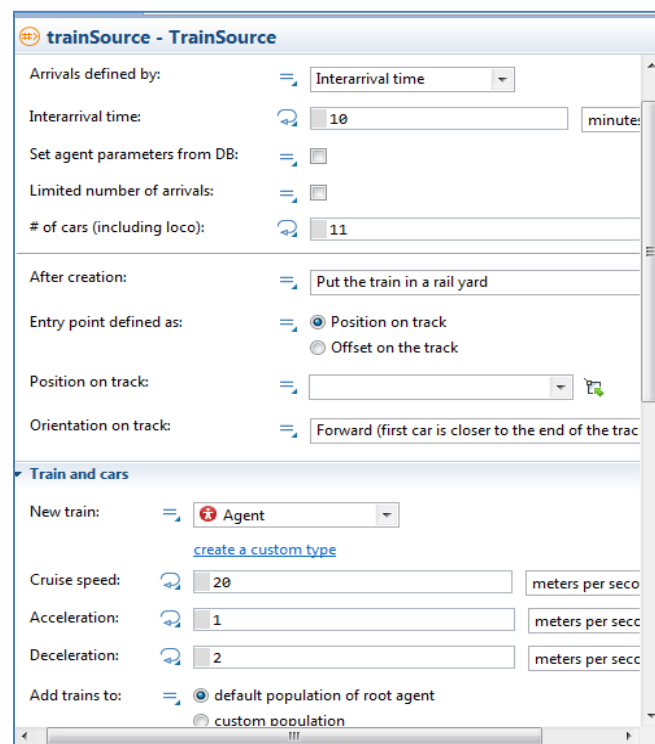 trainSource - TrainSource
Arrivals defined by: Interarrival time
Interarrival time: 10 minutes
Set agent parameters from DB:
Limited number of arrivals:
# of cars (including loco): 11
After creation: Put the train in a rail yard
Entry point defined as: Position on track
Offset on the track
Position on track:
Orientation on track: Forward (first car is closer to the end of the trac
Train and cars
New train: Agent
create a custom type
Cruise speed: 20 meters per seco
Acceleration: 1 meters per secc
Deceleration: 2 meters per secc
Add trains to: default population of root agent
custom population